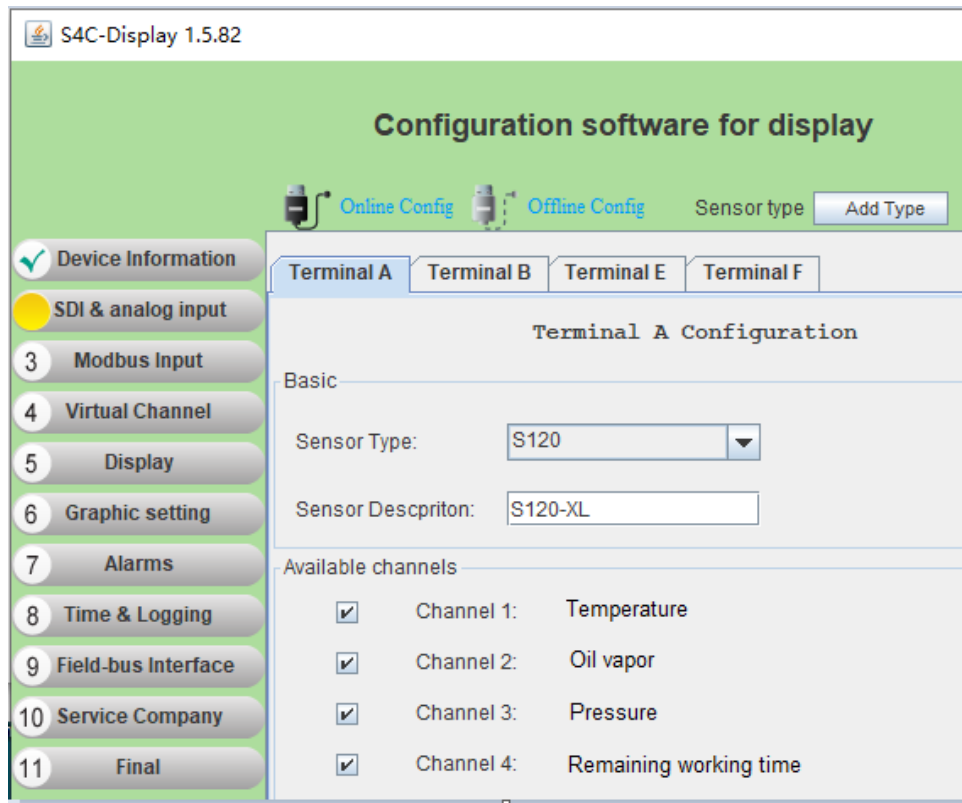 S4C-Display 1.5.82
Configuration software for display
Online Config Offline Config Sensor type Add Type
Device Information
SDI & analog input
3 Modbus Input
4 Virtual Channel
5 Display
6 Graphic setting
7 Alarms
8 Time & Logging
9 Field-bus Interface
10 Service Company
11 Final
Terminal A Terminal B Terminal E Terminal F
Terminal A Configuration
Basic
Sensor Type: S120
Sensor Descpriton: S120-XL
Available channels
Channel 1: Temperature
Channel 2: Oil vapor
Channel 3: Pressure
Channel 4: Remaining working time